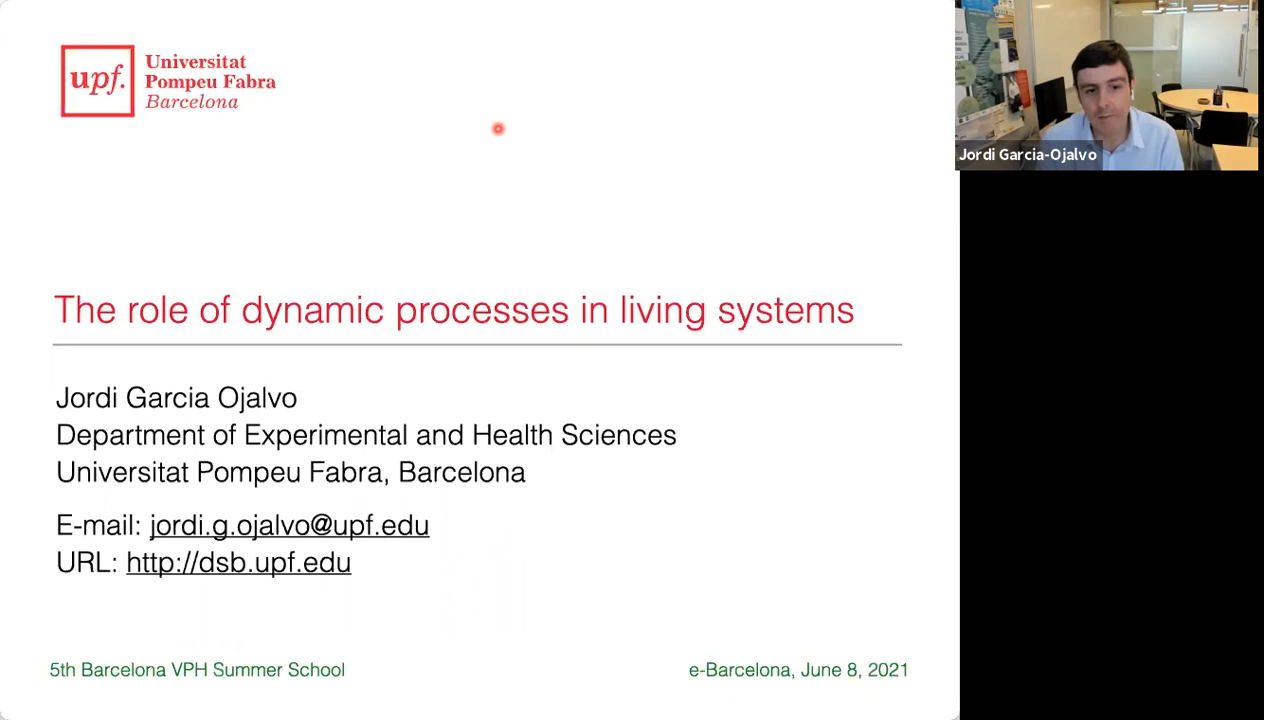 upf.
Universitat
Pompeu Fabra
Barcelona
Jordi Garcia-Ojalvo
The role of dynamic processes in living systems
Jordi Garcia Ojalvo
Department of Experimental and Health Sciences
Universitat Pompeu Fabra, Barcelona
E-mail: jordi.g.ojalvo@upf.edu
URL: http://dsb.upf.edu
5th Barcelona VPH Summer School
e-Barcelona, June 8, 2021